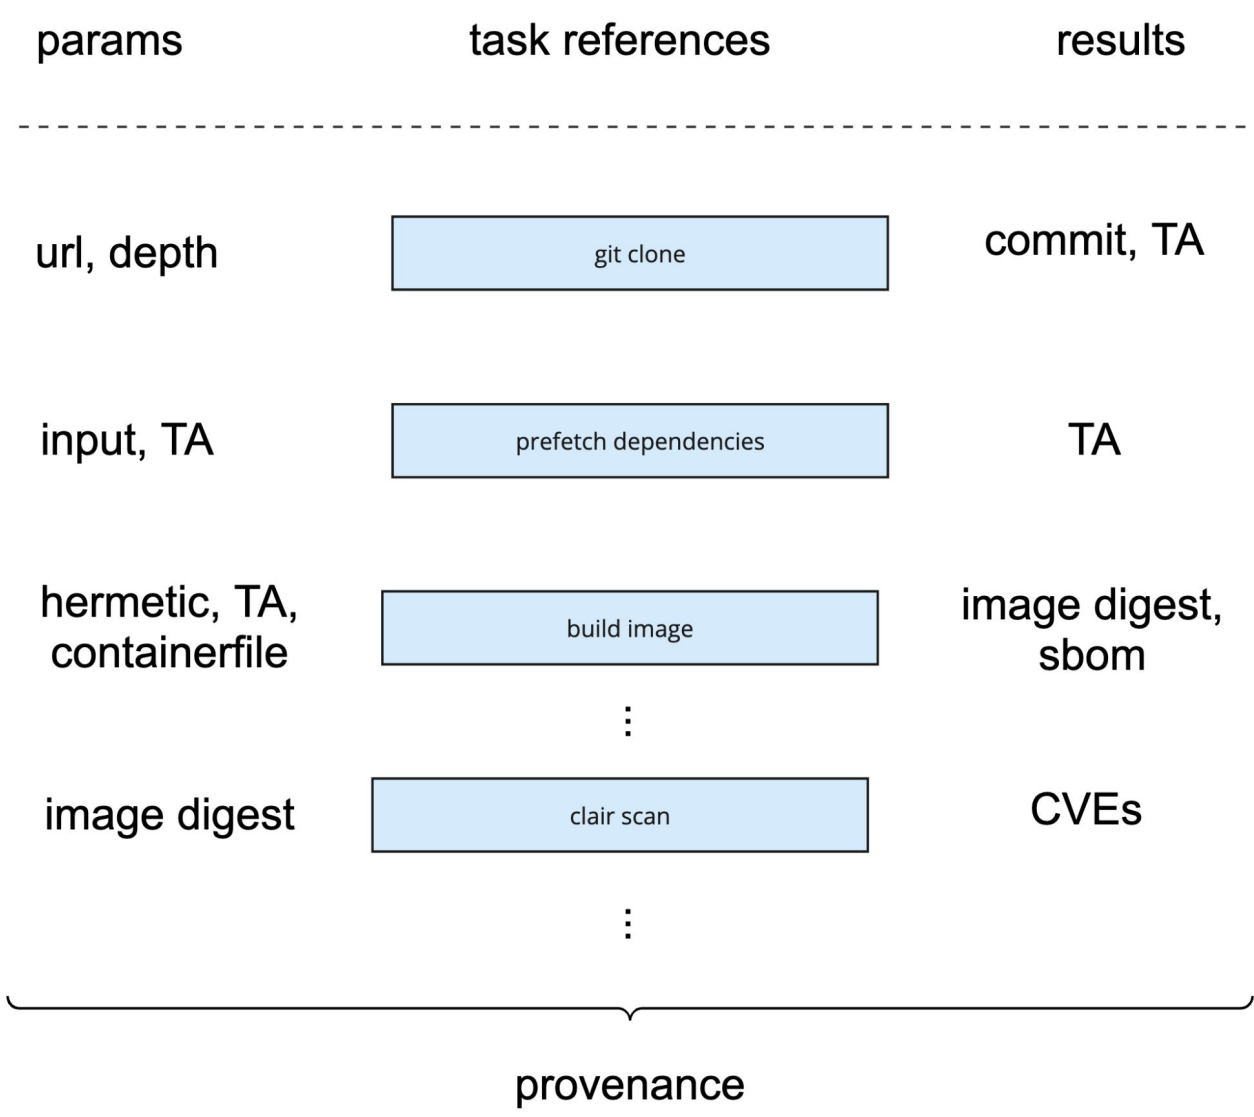 params
task references
results
url, depth
git clone
commit, TA
input, TA
prefetch dependencies
TA
hermetic, TA,
containerfile
build image
image digest,
sbom
image digest
clair scan
CVEs
provenance